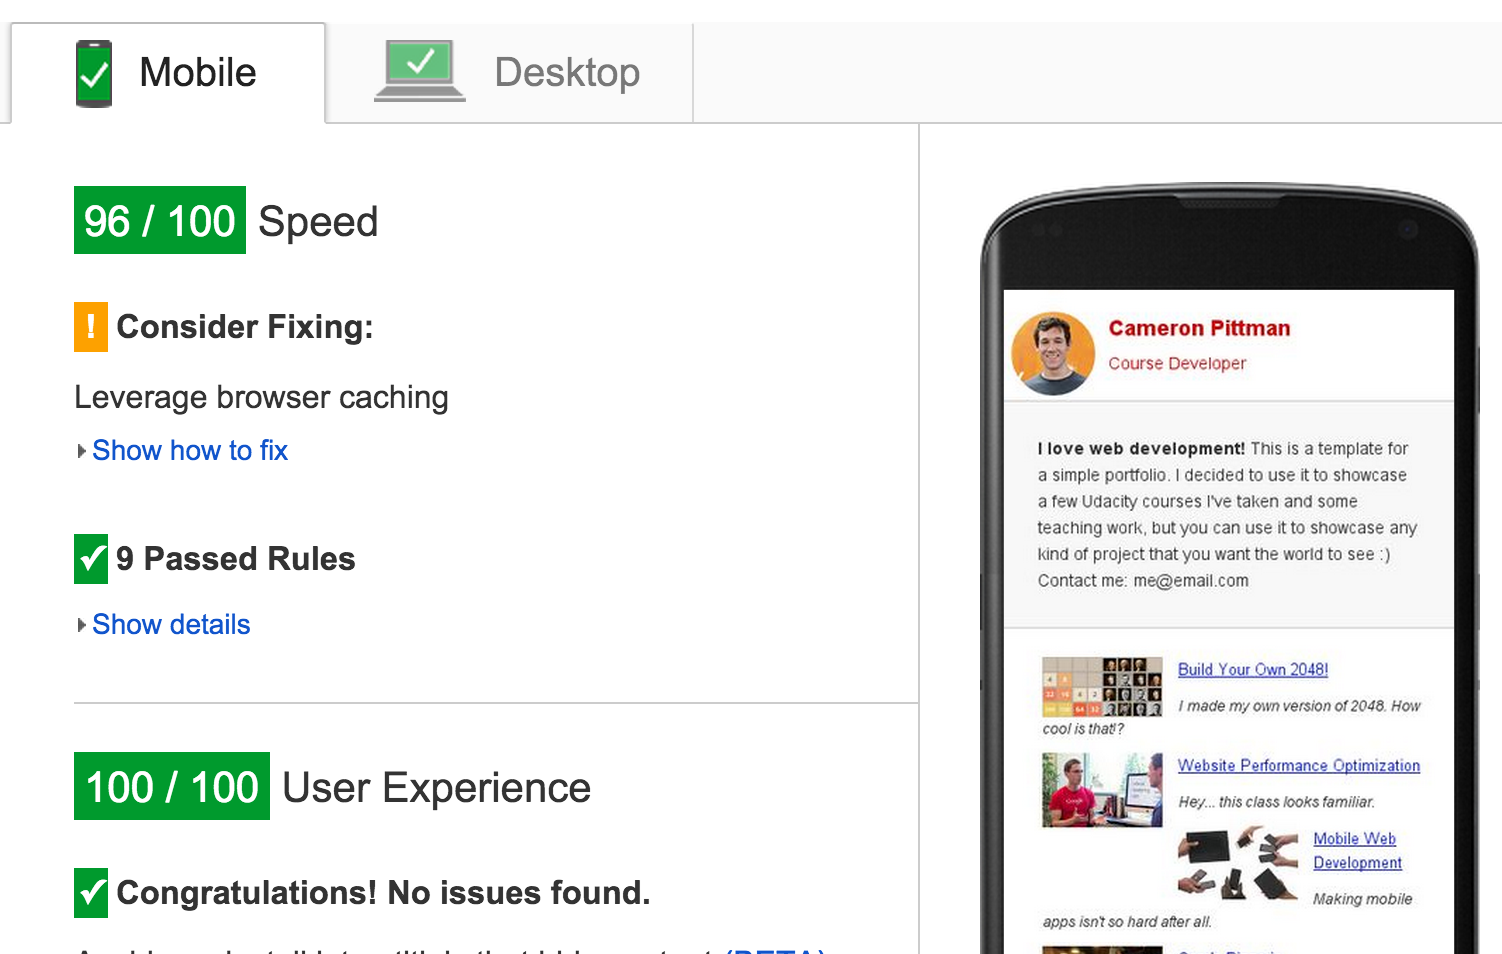 Mobile
Desktop
96 / 100 Speed
! Consider Fixing:
Leverage browser caching
Show how to fix
9 Passed Rules
Show details
100 / 100 User Experience
Congratulations! No issues found.
(BETA)
Cameron Pittman
Course Developer
I love web development! This is a template for
a simple portfolio. I decided to use it to showcase
a few Udacity courses I've taken and some
teaching work, but you can use it to showcase any
kind of project that you want the world to see :)
Contact me: me@email.com
Build Your Own 2048!
I made my own version of 2048. How
cool is that!?
Website Performance Optimization
Hey... this class looks familiar.
Mobile Web
Development
Making mobile
apps isn't so hard after all.